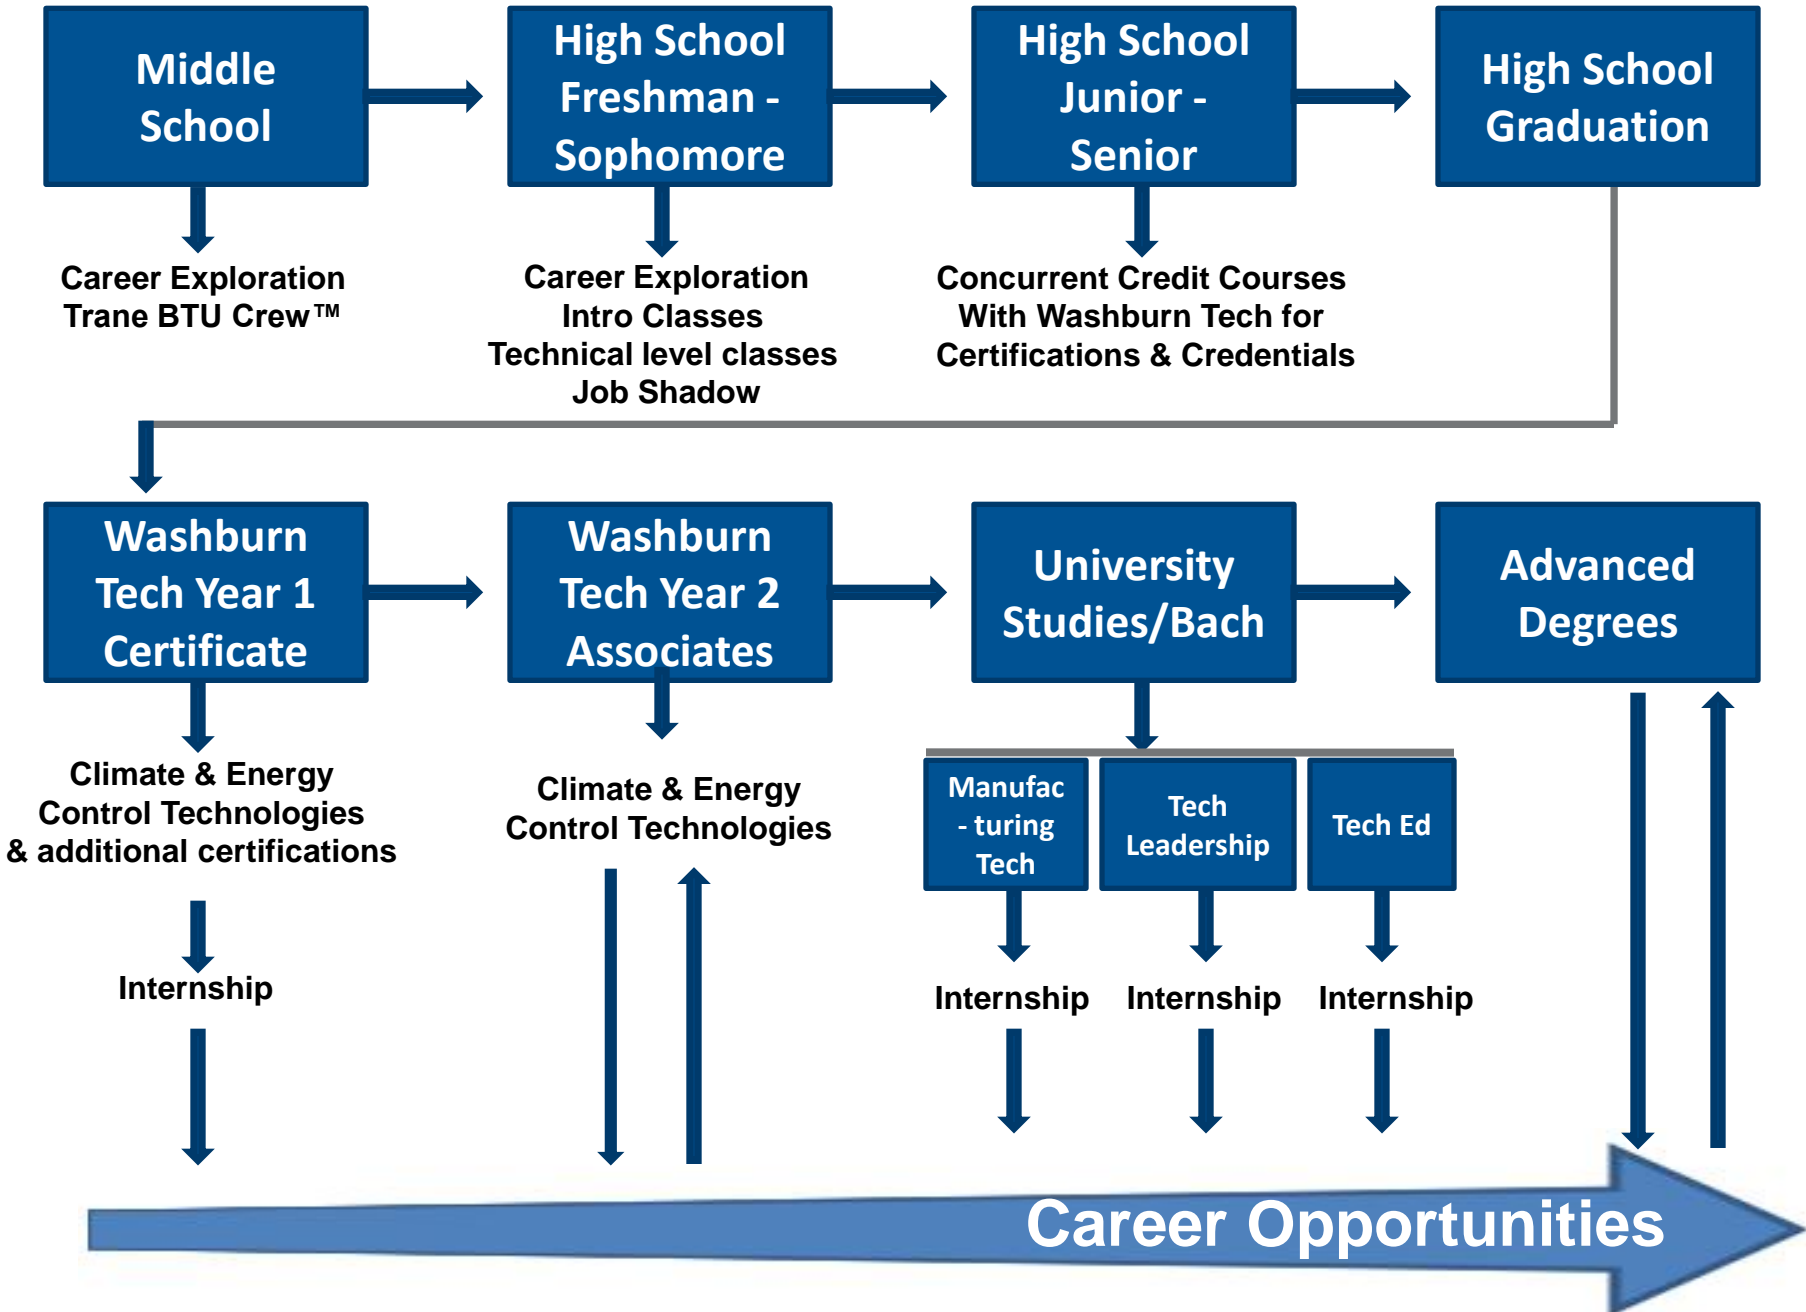 Middle
School
High School
Freshman -
Sophomore
High School
Junior -
Senior
High School
Graduation
Career Exploration
Trane BTU Crew™
Career Exploration
Intro Classes
Technical level classes
Job Shadow
Concurrent Credit Courses
With Washburn Tech for
Certifications & Credentials
Washburn
Tech Year 1
Certificate
Washburn
Tech Year 2
Associates
University
Studies/Bach
Advanced
Degrees
Climate & Energy
Control Technologies
& additional certifications
Climate & Energy
Control Technologies
Manufac
- turing
Tech
Tech
Leadership
Tech Ed
Internship
Internship
Internship
Internship
Career Opportunities